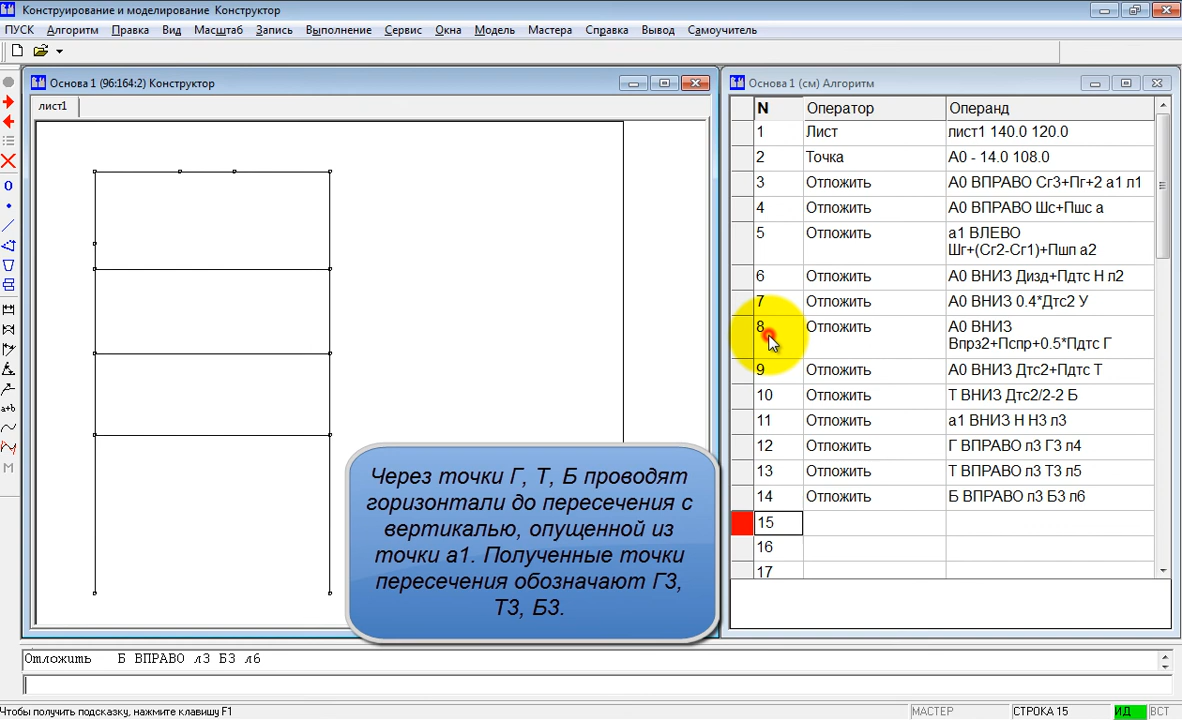 Конструирование и моделирование Конструктор
ПУСК Алгоритм Правка Вид Масштаб Запись Выполнение Сервис Окна Модель Мастера Справка Вывод Самоучитель
Основа 1 (96:164:2) Конструктор
лист1
Через точки Г, Т, Б проводят
горизонтали до пересечения с
вертикалью, опущенной из
точки а1. Полученные точки
пересечения обозначают Г3,
Т3, Б3.
Основа 1 (см) Алгоритм
N Оператор Операнд
1 Лист лист1 140.0 120.0
2 Точка А0 - 14.0 108.0
3 Отложить А0 ВПРАВО Сг3+Пг+2 а1 л1
4 Отложить А0 ВПРАВО Шс+Пшс а
5 Отложить а1 ВЛЕВО
Шг+(Сг2-Сг1)+Пшп а2
6 Отложить А0 ВНИЗ Дизд+Пдтс Н л2
7 Отложить А0 ВНИЗ 0.4*Дтс2 У
8 Отложить А0 ВНИЗ
Впрз2+Пспр+0.5*Пдтс Г
9 Отложить А0 ВНИЗ Дтс2+Пдтс Т
10 Отложить Т ВНИЗ Дтс2/2-2 Б
11 Отложить а1 ВНИЗ Н Н3 л3
12 Отложить Г ВПРАВО л3 Г3 л4
13 Отложить Т ВПРАВО л3 Т3 л5
14 Отложить Б ВПРАВО л3 Б3 л6
15
16
17
Отложить Б ВПРАВО л3 Б3 л6
Чтобы получить подсказку, нажмите клавишу F1
МАСТЕР СТРОКА 15 ИД ВСТ
0
a+b
M